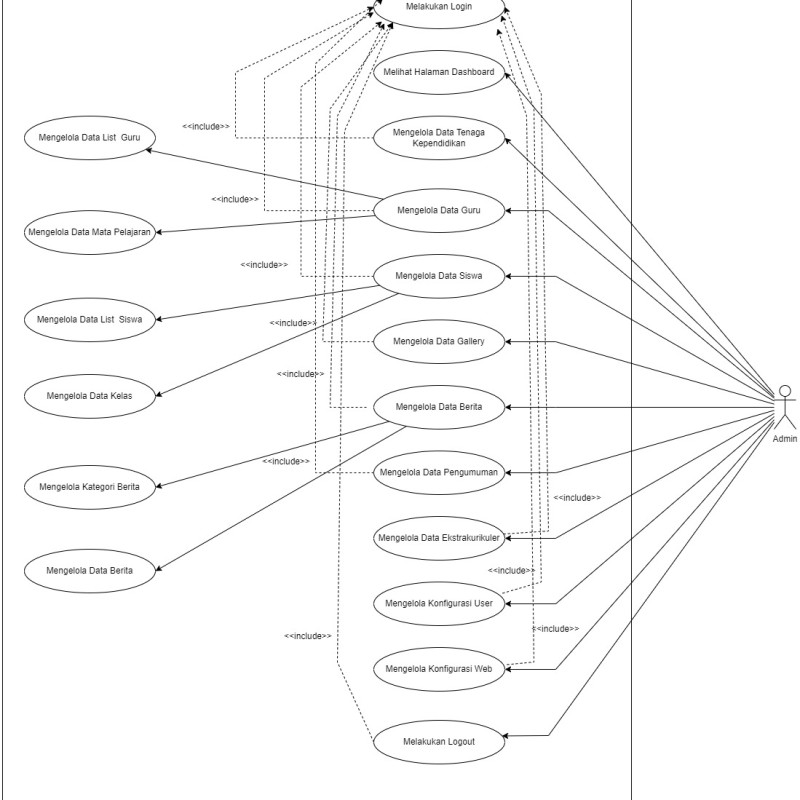 Melakukan Login
Melihat Halaman Dashboard
<<include>>
Mengelola Data List Guru
Mengelola Data Tenaga
Kependidikan
<<include>>
Mengelola Data Guru
Mengelola Data Mata Pelajaran
<<include>>
Mengelola Data Siswa
Mengelola Data List Siswa
<<include>>
Mengelola Data Gallery
<<include>>
Mengelola Data Kelas
Mengelola Data Berita
Admin
<<include>>
Mengelola Data Pengumuman
Mengelola Kategori Berita
<<include>>
Mengelola Data Ekstrakurikuler
<<include>>
Mengelola Data Berita
Mengelola Konfigurasi User
<<include>>
<<include>>
Mengelola Konfigurasi Web
Melakukan Logout